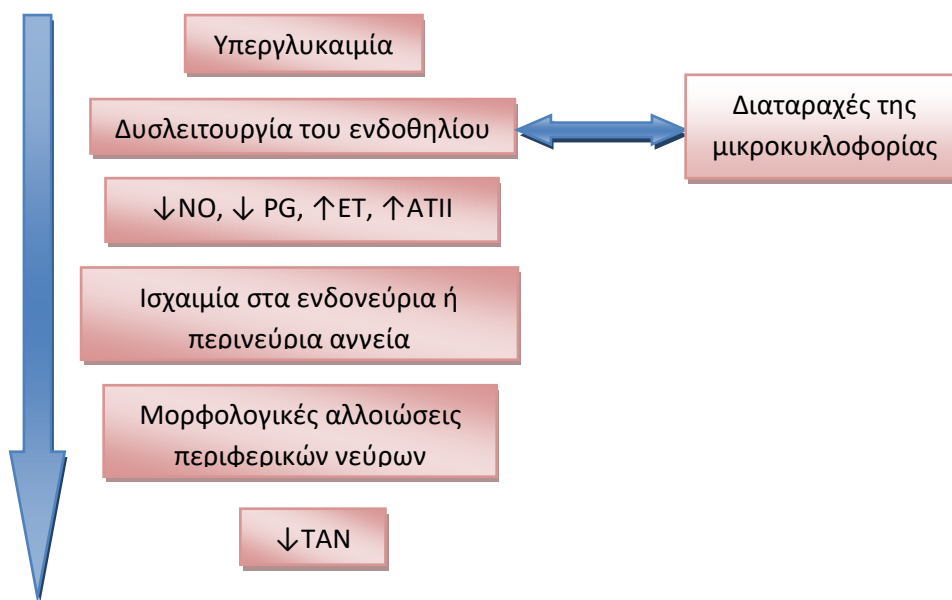 Υπεργλυκαιμία
Δυσλειτουργία του ενδοθηλίου
Διαταραχές της
μικροκυκλοφορίας
↓NO, ↓ PG, ↑ET, ↑ATII
Ισχαιμία στα ενδονεύρια ή
περινεύρια αγγεία
Μορφολογικές αλλοιώσεις
περιφερικών νεύρων
↓ΤΑΝ